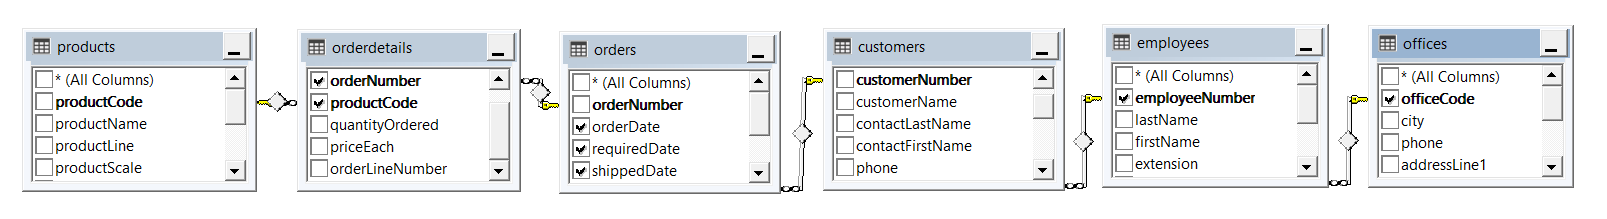 products
* (All Columns)
productCode
productName
productLine
productScale
orderdetails
orderNumber
productCode
quantityOrdered
priceEach
orderLineNumber
orders
* (All Columns)
orderNumber
orderDate
requiredDate
shippedDate
customers
customerNumber
customerName
contactLastName
contactFirstName
phone
employees
* (All Columns)
employeeNumber
lastName
firstName
extension
offices
* (All Columns)
officeCode
city
phone
addressLine1